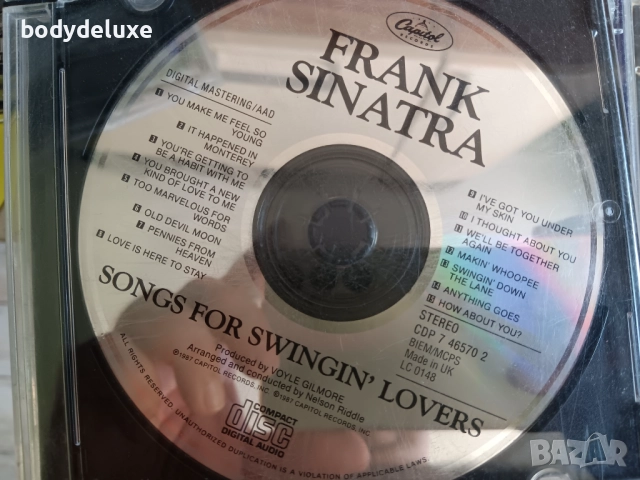 bodydeluxe
Capitol
RECORDS
FRANK
SINATRA
DIGITAL MASTERING/AAD
1 YOU MAKE ME FEEL SO
YOUNG
2 IT HAPPENED IN
MONTEREY
3 YOU'RE GETTING TO
BE A HABIT WITH ME
4 YOU BROUGHT A NEW
KIND OF LOVE TO ME
5 TOO MARVELOUS FOR
WORDS
6 OLD DEVIL MOON
7 PENNIES FROM
HEAVEN
8 LOVE IS HERE TO STAY
9 I'VE GOT YOU UNDER
MY SKIN
10 I THOUGHT ABOUT YOU
11 WE'LL BE TOGETHER
AGAIN
12 MAKIN' WHOOPEE
13 SWINGIN' DOWN
THE LANE
14 ANYTHING GOES
15 HOW ABOUT YOU?
STEREO
CDP 7 46570 2
BIEM/MCPS
Made in UK
LC 0148
SONGS FOR SWINGIN' LOVERS
Produced by VOYLE GILMORE
Arranged and conducted by Nelson Riddle
℗1987 CAPITOL RECORDS, INC. ©1987 CAPITOL RECORDS, INC.
COMPACT
disc
DIGITAL AUDIO
ALL RIGHTS RESERVED. UNAUTHORIZED DUPLICATION IS A VIOLATION OF APPLICABLE LAWS.
BAZAR